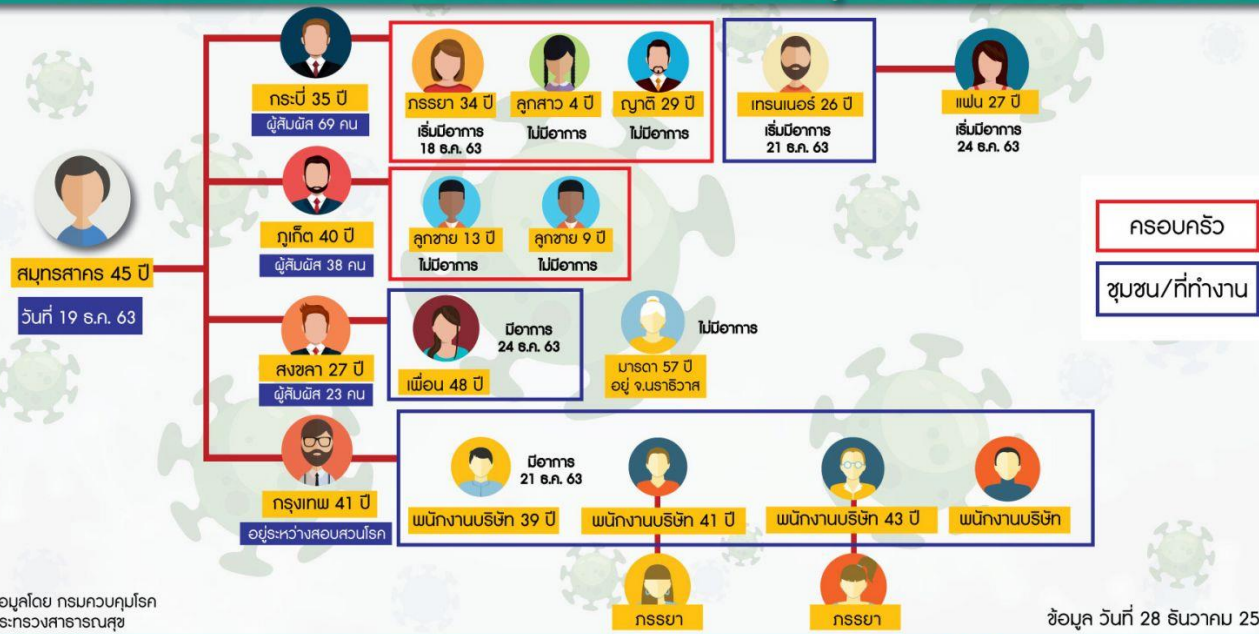 กระบี่ 35 ปี
ผู้สัมผัส 69 คน
ภรรยา 34 ปี
เริ่มมีอาการ
18 ธ.ค. 63
ลูกสาว 4 ปี
ไม่มีอาการ
ญาติ 29 ปี
ไม่มีอาการ
เทรนเนอร์ 26 ปี
เริ่มมีอาการ
21 ธ.ค. 63
แฟน 27 ปี
เริ่มมีอาการ
24 ธ.ค. 63
สมุทรสาคร 45 ปี
วันที่ 19 ธ.ค. 63
ภูเก็ต 40 ปี
ผู้สัมผัส 38 คน
ลูกชาย 13 ปี
ไม่มีอาการ
ลูกชาย 9 ปี
ไม่มีอาการ
ครอบครัว
ชุมชน/ที่ทำงาน
สงขลา 27 ปี
ผู้สัมผัส 23 คน
เพื่อน 48 ปี
มีอาการ
24 ธ.ค. 63
มารดา 57 ปี
อยู่ จ.นราธิวาส
ไม่มีอาการ
กรุงเทพ 41 ปี
อยู่ระหว่างสอบสวนโรค
พนักงานบริษัท 39 ปี
มีอาการ
21 ธ.ค. 63
พนักงานบริษัท 41 ปี
พนักงานบริษัท 43 ปี
พนักงานบริษัท
ภรรยา
ภรรยา
อมูลโดย กรมควบคุมโรค
ระทรวงสาธารณสุข
ข้อมูล วันที่ 28 ธันวาคม 25